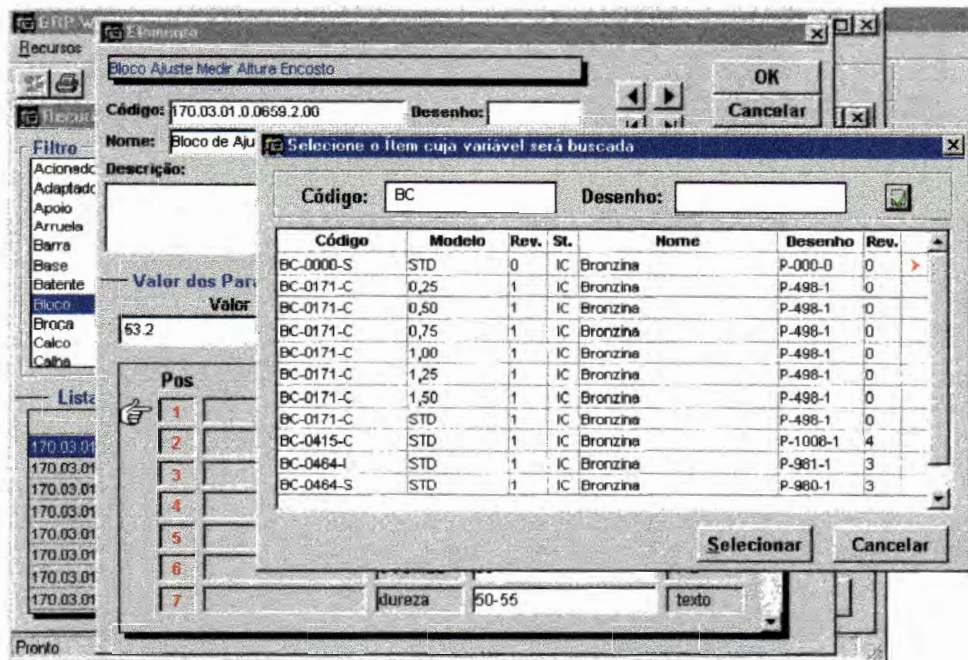 Elemento
Recursos
Bloco Ajuste Medir Altura Encosto
OK
Cancelar
Código: 170.03.01.0.0659.2.00 Desenho:
Nome: Bloco de Aju
Descrição:
Filtro
Acionado
Adaptado
Apoio
Arruela
Barra
Base
Batente
Bloco
Broca
Calco
Calha
Selecione o Ítem cuja variável será buscada
Código: BC Desenho:
Código Modelo Rev. St. Nome Desenho Rev.
BC-0000-S STD 0 IC Bronzina P-000-0 0
BC-0171-C 0,25 1 IC Bronzina P-498-1 0
BC-0171-C 0,50 1 IC Bronzina P-498-1 0
BC-0171-C 0,75 1 IC Bronzina P-498-1 0
BC-0171-C 1,00 1 IC Bronzina P-498-1 0
BC-0171-C 1,25 1 IC Bronzina P-498-1 0
BC-0171-C 1,50 1 IC Bronzina P-498-1 0
BC-0171-C STD 1 IC Bronzina P-498-1 0
BC-0415-C STD 1 IC Bronzina P-1008-1 4
BC-0464-I STD 1 IC Bronzina P-981-1 3
BC-0464-S STD 1 IC Bronzina P-980-1 3
Selecionar Cancelar
Valor dos Par
Valor
53.2
Pos
1
2
3
4
5
6
7 dureza 50-55 texto
Lista
170.03.01
170.03.01
170.03.01
170.03.01
170.03.01
170.03.01
170.03.01
170.03.01
Pronto